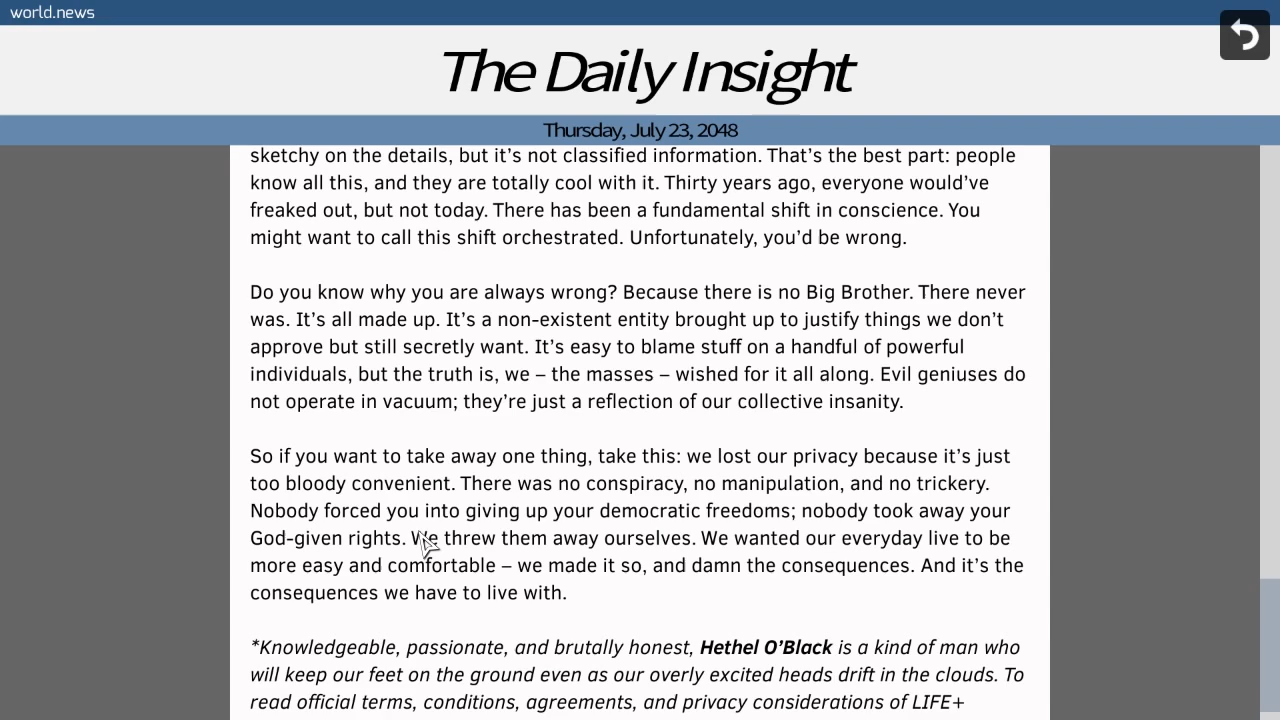 world.news
The Daily Insight
Thursday, July 23, 2048
sketchy on the details, but it's not classified information. That's the best part: people
know all this, and they are totally cool with it. Thirty years ago, everyone would've
freaked out, but not today. There has been a fundamental shift in conscience. You
might want to call this shift orchestrated. Unfortunately, you'd be wrong.
Do you know why you are always wrong? Because there is no Big Brother. There never
was. It's all made up. It's a non-existent entity brought up to justify things we don't
approve but still secretly want. It's easy to blame stuff on a handful of powerful
individuals, but the truth is, we – the masses – wished for it all along. Evil geniuses do
not operate in vacuum; they're just a reflection of our collective insanity.
So if you want to take away one thing, take this: we lost our privacy because it's just
too bloody convenient. There was no conspiracy, no manipulation, and no trickery.
Nobody forced you into giving up your democratic freedoms; nobody took away your
God-given rights. We threw them away ourselves. We wanted our everyday live to be
more easy and comfortable – we made it so, and damn the consequences. And it's the
consequences we have to live with.
*Knowledgeable, passionate, and brutally honest, Hethel O'Black is a kind of man who
will keep our feet on the ground even as our overly excited heads drift in the clouds. To
read official terms, conditions, agreements, and privacy considerations of LIFE+